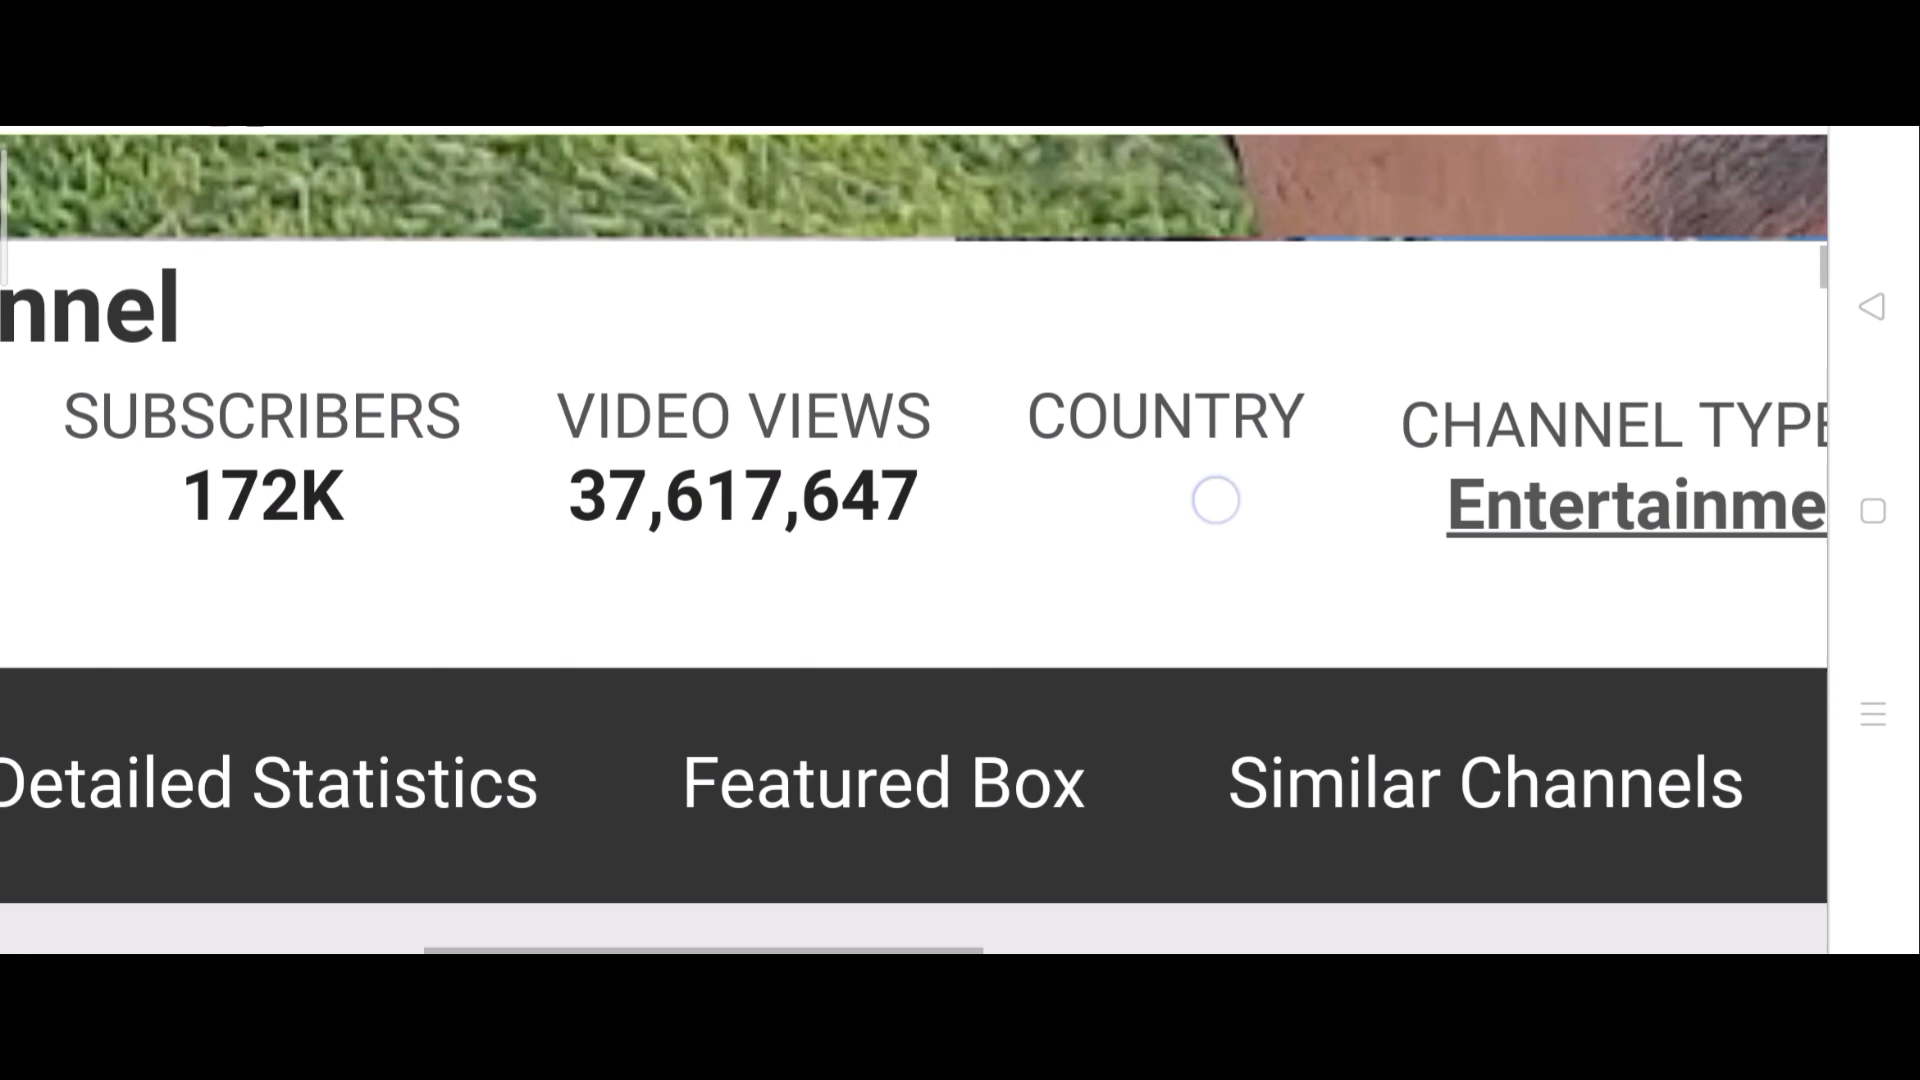 nnel
SUBSCRIBERS VIDEO VIEWS COUNTRY CHANNEL TYPE
172K 37,617,647 Entertainme
Detailed Statistics Featured Box Similar Channels